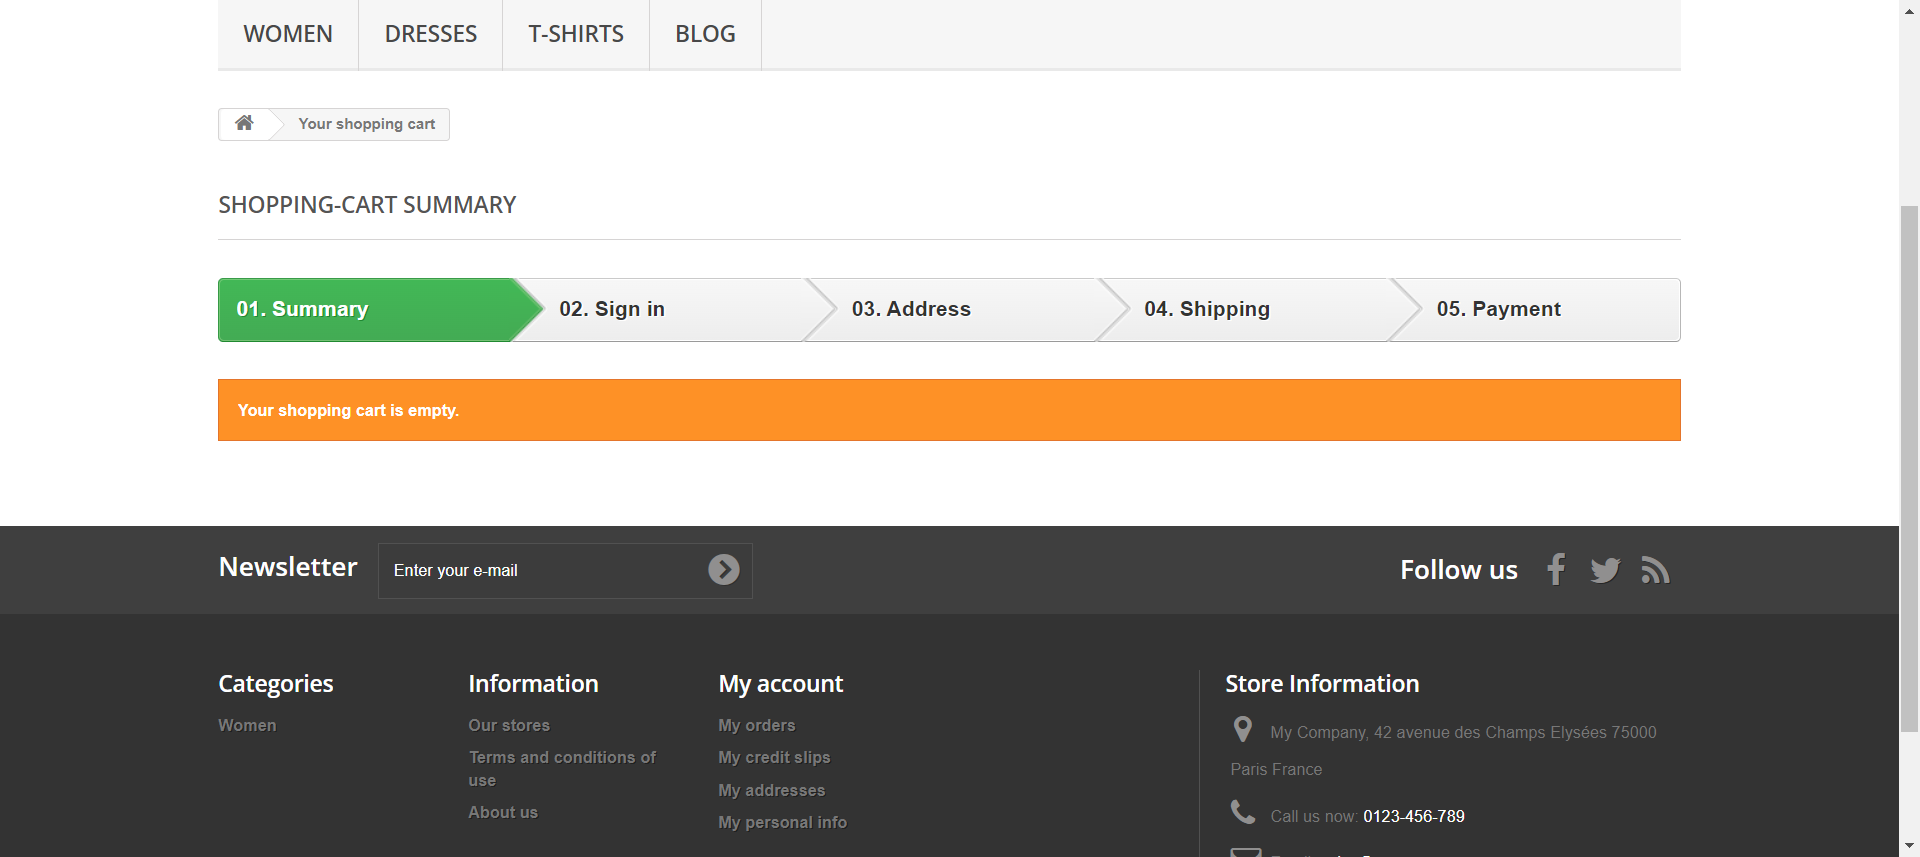 WOMEN DRESSES T-SHIRTS BLOG
Your shopping cart
SHOPPING-CART SUMMARY
01. Summary 02. Sign in 03. Address 04. Shipping 05. Payment
Your shopping cart is empty.
Newsletter Enter your e-mail Follow us
Categories
Women
Information
Our stores
Terms and conditions of
use
About us
My account
My orders
My credit slips
My addresses
My personal info
Store Information
My Company, 42 avenue des Champs Elysées 75000
Paris France
Call us now: 0123-456-789